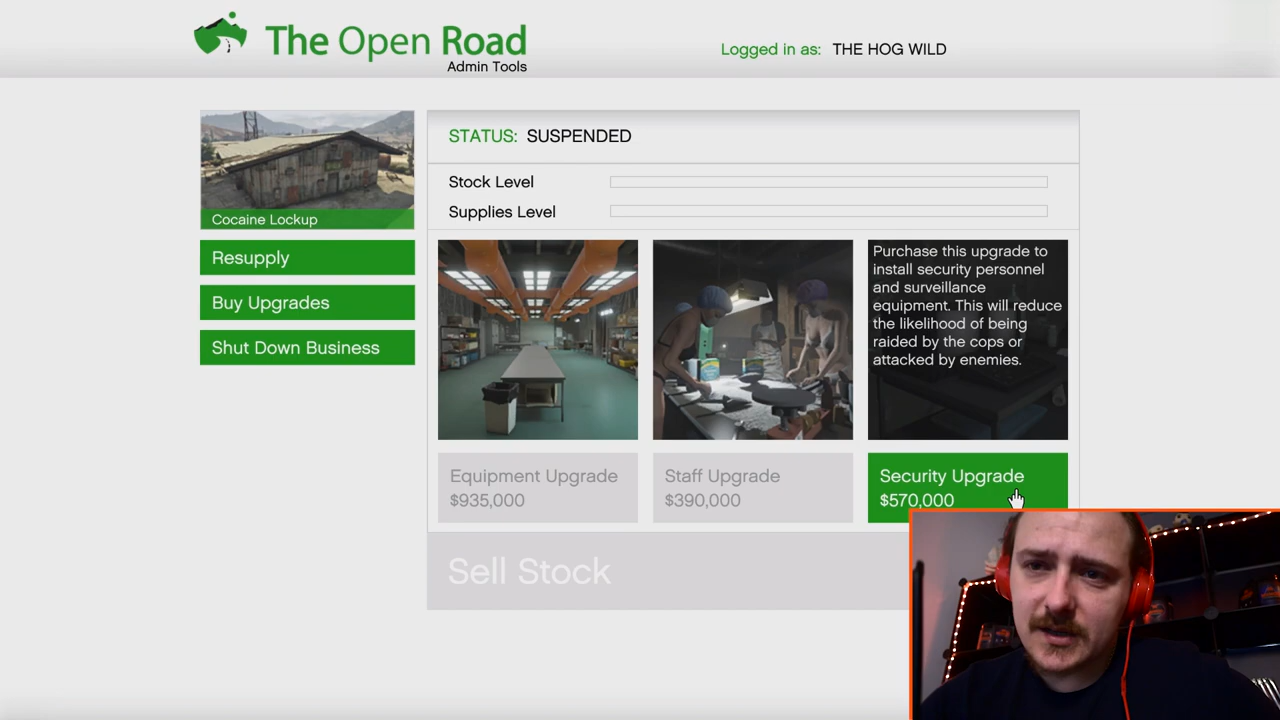 The Open Road
Admin Tools
Logged in as: THE HOG WILD
Cocaine Lockup
Resupply
Buy Upgrades
Shut Down Business
STATUS: SUSPENDED
Stock Level
Supplies Level
Purchase this upgrade to
install security personnel
and surveillance
equipment. This will reduce
the likelihood of being
raided by the cops or
attacked by enemies.
Equipment Upgrade
$935,000
Staff Upgrade
$390,000
Security Upgrade
$570,000
Sell Stock